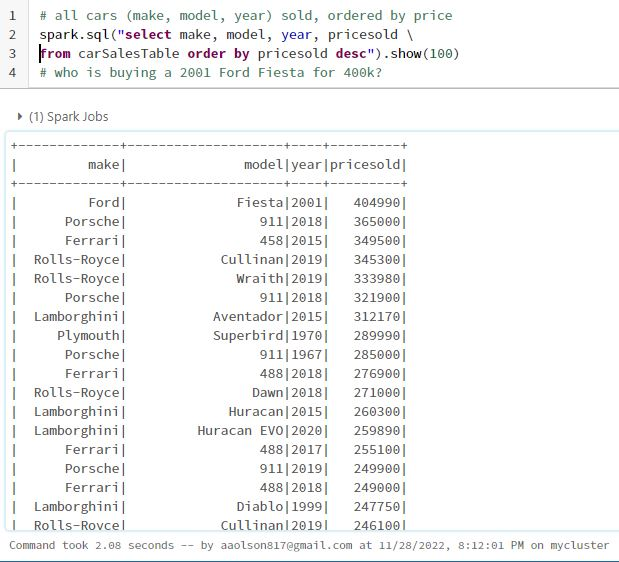 1 # all cars (make, model, year) sold, ordered by price
2 spark.sql("select make, model, year, pricesold \
3 from carSalesTable order by pricesold desc").show(100)
4 # who is buying a 2001 Ford Fiesta for 400k?
(1) Spark Jobs
+-------------+--------------------+----+---------+
|         make|               model|year|pricesold|
+-------------+--------------------+----+---------+
|         Ford|              Fiesta|2001|   404990|
|      Porsche|                 911|2018|   365000|
|      Ferrari|                 458|2015|   349500|
|  Rolls-Royce|            Cullinan|2019|   345300|
|  Rolls-Royce|              Wraith|2019|   333980|
|      Porsche|                 911|2018|   321900|
|  Lamborghini|           Aventador|2015|   312170|
|     Plymouth|           Superbird|1970|   289990|
|      Porsche|                 911|1967|   285000|
|      Ferrari|                 488|2018|   276900|
|  Rolls-Royce|                Dawn|2018|   271000|
|  Lamborghini|             Huracan|2015|   260300|
|  Lamborghini|         Huracan EVO|2020|   259890|
|      Ferrari|                 488|2017|   255100|
|      Porsche|                 911|2019|   249900|
|      Ferrari|                 488|2018|   249000|
|  Lamborghini|              Diablo|1999|   247750|
|  Rolls-Royce|            Cullinan|2019|   246100|
Command took 2.08 seconds -- by aaolson817@gmail.com at 11/28/2022, 8:12:01 PM on mycluster